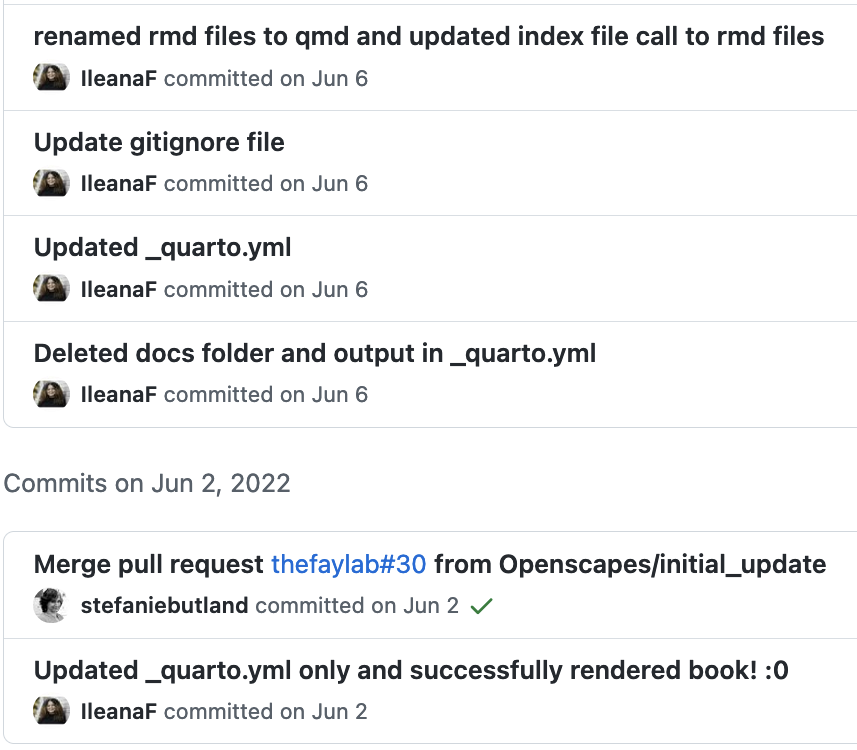 renamed rmd files to qmd and updated index file call to rmd files
IleanaF committed on Jun 6
Update gitignore file
IleanaF committed on Jun 6
Updated _quarto.yml
IleanaF committed on Jun 6
Deleted docs folder and output in _quarto.yml
IleanaF committed on Jun 6
Commits on Jun 2, 2022
Merge pull request thefaylab#30 from Openscapes/initial_update
stefaniebutland committed on Jun 2
Updated _quarto.yml only and successfully rendered book! :0
IleanaF committed on Jun 2